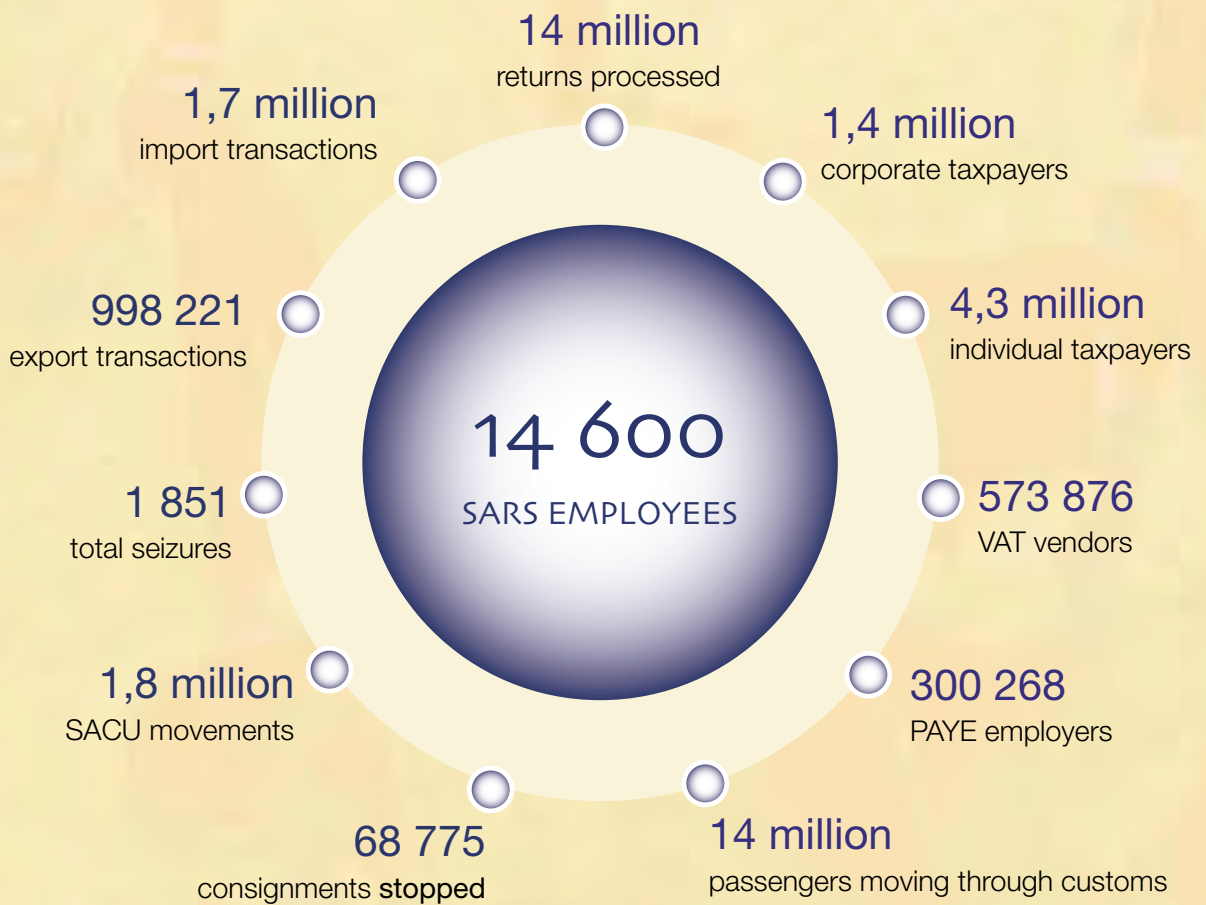 14 million
returns processed
1,4 million
corporate taxpayers
4,3 million
individual taxpayers
573 876
VAT vendors
300 268
PAYE employers
14 million
passengers moving through customs
68 775
consignments stopped
1,8 million
SACU movements
1 851
total seizures
998 221
export transactions
1,7 million
import transactions
14 600
SARS EMPLOYEES